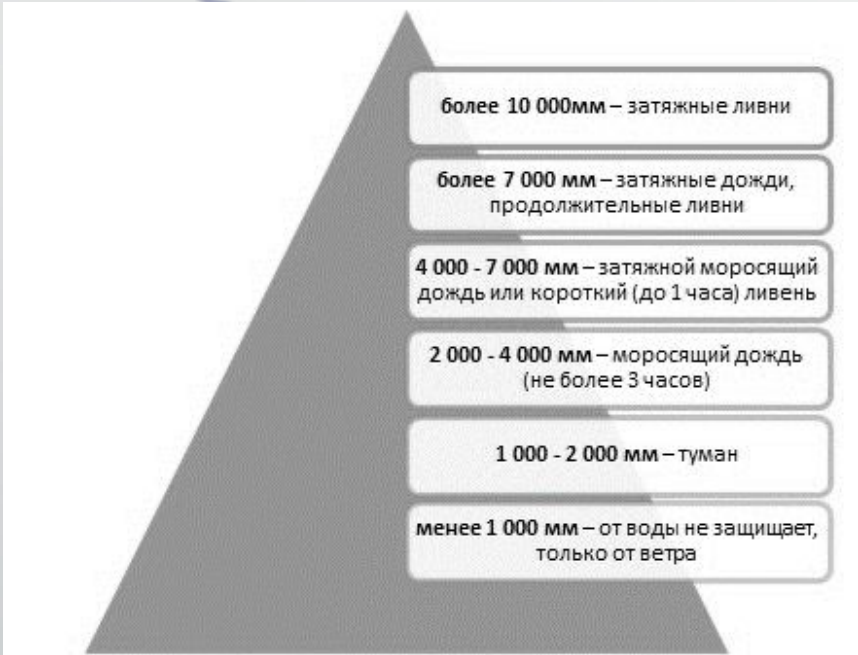 более 10 000мм – затяжные ливни
более 7 000 мм – затяжные дожди,
продолжительные ливни
4 000 - 7 000 мм – затяжной моросящий
дождь или короткий (до 1 часа) ливень
2 000 - 4 000 мм – моросящий дождь
(не более 3 часов)
1 000 - 2 000 мм – туман
менее 1 000 мм – от воды не защищает,
только от ветра